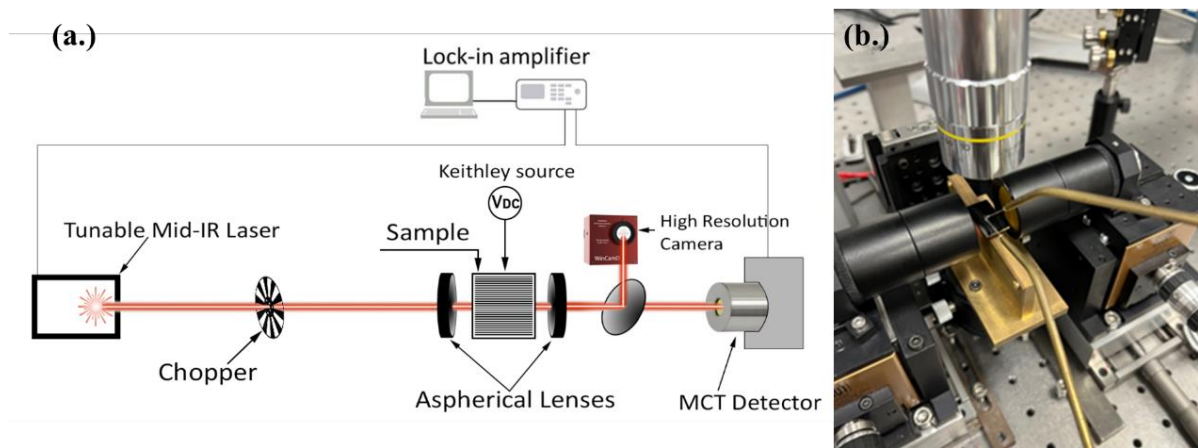 (a.)
Lock-in amplifier
Keithley source
VDC
Tunable Mid-IR Laser
Sample
High Resolution
Camera
WinCamD
Chopper
Aspherical Lenses
MCT Detector
(b.)